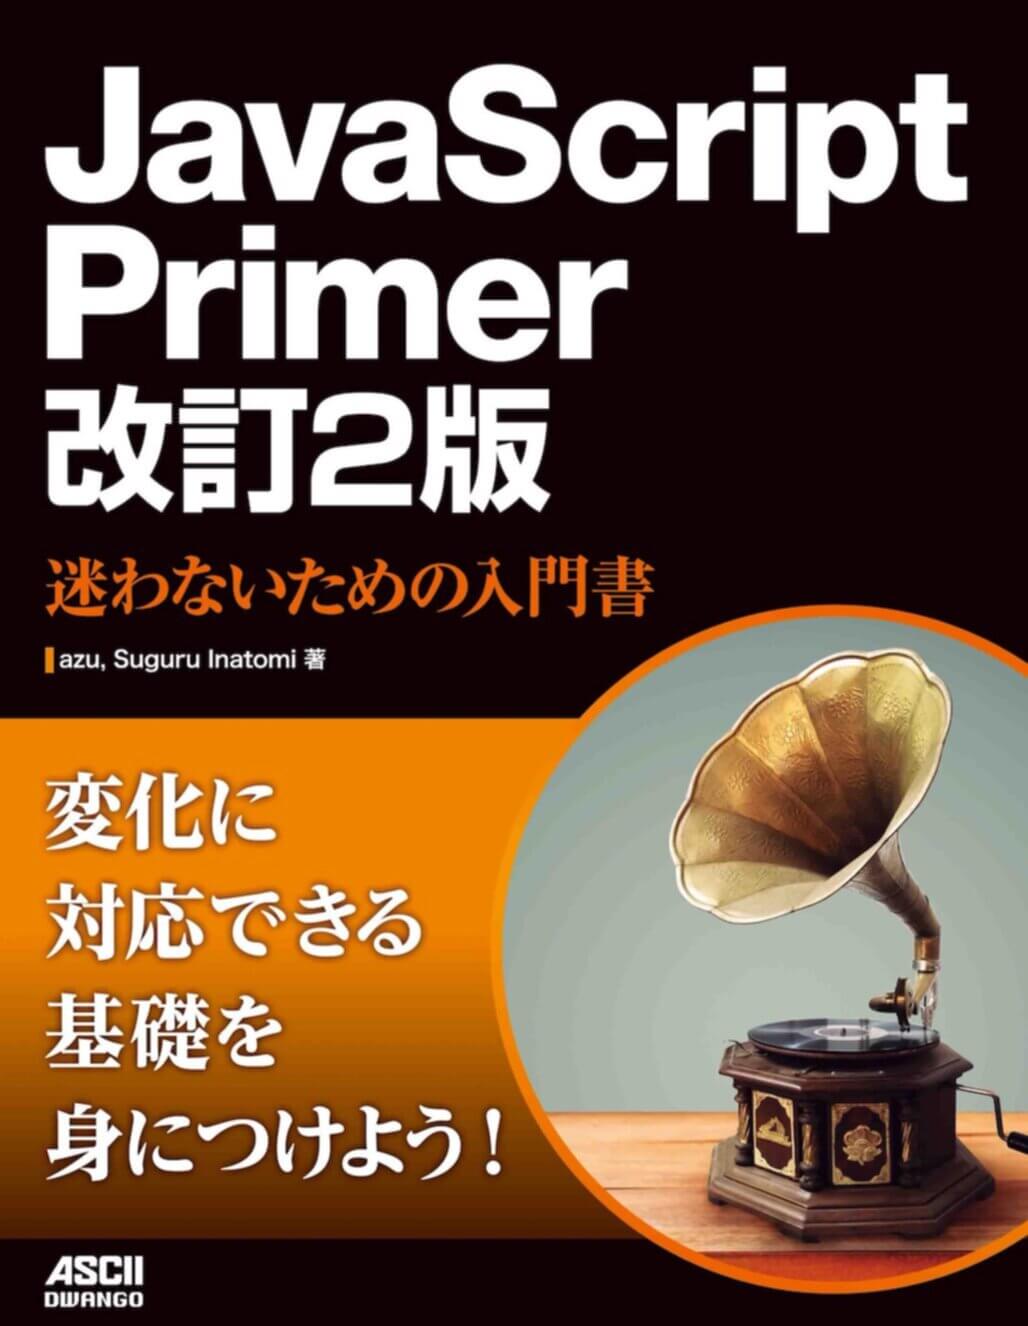 JavaScript
Primer
改訂2版
迷わないための入門書
azu, Suguru Inatomi 著
変化に
対応できる
基礎を
身につけよう!
ASCII
DWANGO